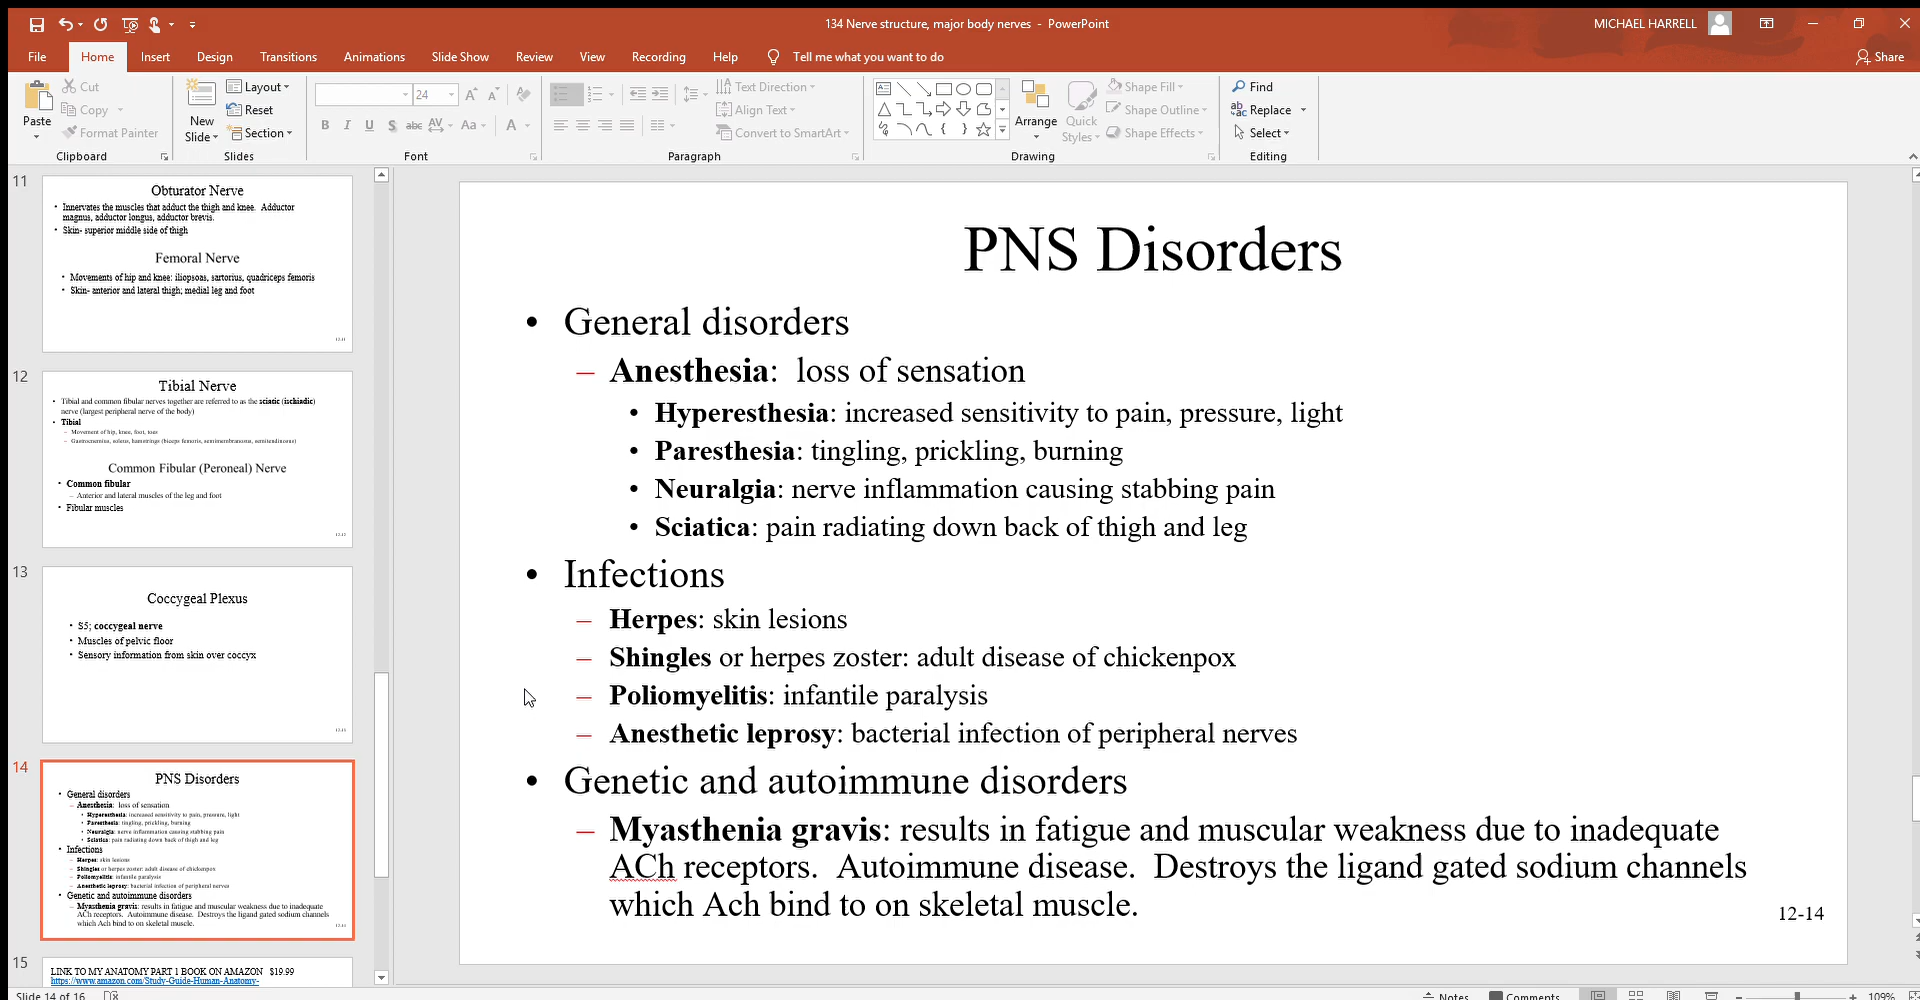 134 Nerve structure, major body nerves - PowerPoint
MICHAEL HARRELL
File Home Insert Design Transitions Animations Slide Show Review View Recording Help Tell me what you want to do
Share
Paste
Cut
Copy
Format Painter
Clipboard
New Slide
Layout
Reset
Section
Slides
24
B I U S abc AV Aa A
Font
Text Direction
Align Text
Convert to SmartArt
Paragraph
Arrange
Quick Styles
Shape Fill
Shape Outline
Shape Effects
Drawing
Find
Replace
Select
Editing
11
Obturator Nerve
• Innervates the muscles that adduct the thigh and knee. Adductor
magnus, adductor longus, adductor brevis.
• Skin- superior middle side of thigh
Femoral Nerve
• Movements of hip and knee: iliopsoas, sartorius, quadriceps femoris
• Skin- anterior and lateral thigh; medial leg and foot
12-11
12
Tibial Nerve
• Tibial and common fibular nerves together are referred to as the sciatic (ischiadic)
nerve (largest peripheral nerve of the body)
• Tibial
– Movement of hip, knee, foot, toes
– Gastrocnemius, soleus, hamstrings (biceps femoris, semimembranosus, semitendinosus)
Common Fibular (Peroneal) Nerve
• Common fibular
– Anterior and lateral muscles of the leg and foot
• Fibular muscles
12-12
13
Coccygeal Plexus
• S5; coccygeal nerve
• Muscles of pelvic floor
• Sensory information from skin over coccyx
12-13
14
PNS Disorders
• General disorders
– Anesthesia: loss of sensation
• Hyperesthesia: increased sensitivity to pain, pressure, light
• Paresthesia: tingling, prickling, burning
• Neuralgia: nerve inflammation causing stabbing pain
• Sciatica: pain radiating down back of thigh and leg
• Infections
– Herpes: skin lesions
– Shingles or herpes zoster: adult disease of chickenpox
– Poliomyelitis: infantile paralysis
– Anesthetic leprosy: bacterial infection of peripheral nerves
• Genetic and autoimmune disorders
– Myasthenia gravis: results in fatigue and muscular weakness due to inadequate
ACh receptors. Autoimmune disease. Destroys the ligand gated sodium channels
which Ach bind to on skeletal muscle.
12-14
15
LINK TO MY ANATOMY PART 1 BOOK ON AMAZON $19.99
https://www.amazon.com/Study-Guide-Human-Anatomy-
PNS Disorders
• General disorders
– Anesthesia: loss of sensation
• Hyperesthesia: increased sensitivity to pain, pressure, light
• Paresthesia: tingling, prickling, burning
• Neuralgia: nerve inflammation causing stabbing pain
• Sciatica: pain radiating down back of thigh and leg
• Infections
– Herpes: skin lesions
– Shingles or herpes zoster: adult disease of chickenpox
– Poliomyelitis: infantile paralysis
– Anesthetic leprosy: bacterial infection of peripheral nerves
• Genetic and autoimmune disorders
– Myasthenia gravis: results in fatigue and muscular weakness due to inadequate
ACh receptors. Autoimmune disease. Destroys the ligand gated sodium channels
which Ach bind to on skeletal muscle.
12-14
Slide 14 of 16
Notes Comments 109%